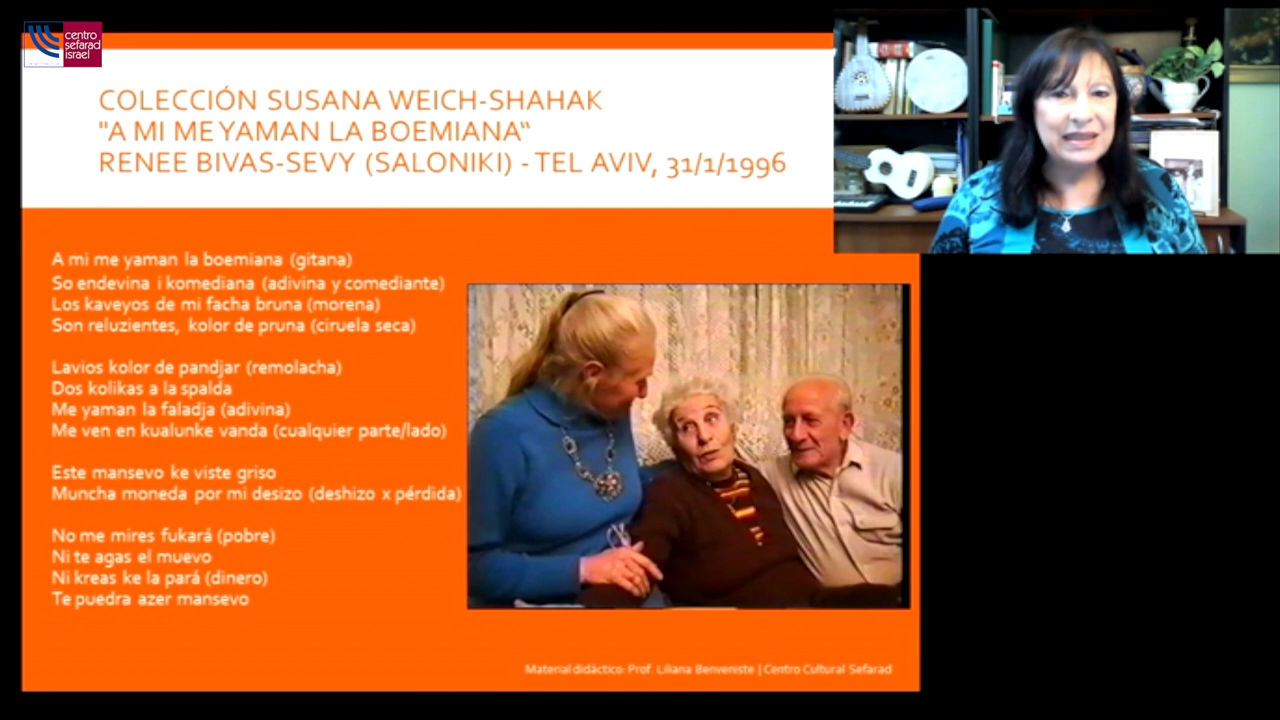 centro
sefarad
israel
COLECCIÓN SUSANA WEICH-SHAHAK
"A MI ME YAMAN LA BOEMIANA“
RENEE BIVAS-SEVY (SALONIKI) - TEL AVIV, 31/1/1996
A mi me yaman la boemiana (gitana)
So endevina i komediana (adivina y comediante)
Los kaveyos de mi facha bruna (morena)
Son reluzientes, kolor de pruna (ciruela seca)
Lavios kolor de pandjar (remolacha)
Dos kolikas a la spalda
Me yaman la faladja (adivina)
Me ven en kualunke vanda (cualquier parte/lado)
Este mansevo ke viste griso
Muncha moneda por mi desizo (deshizo x pérdida)
No me mires fukará (pobre)
Ni te agas el muevo
Ni kreas ke la pará (dinero)
Te puedra azer mansevo
Material didáctico: Prof. Liliana Benveniste | Centro Cultural Sefarad